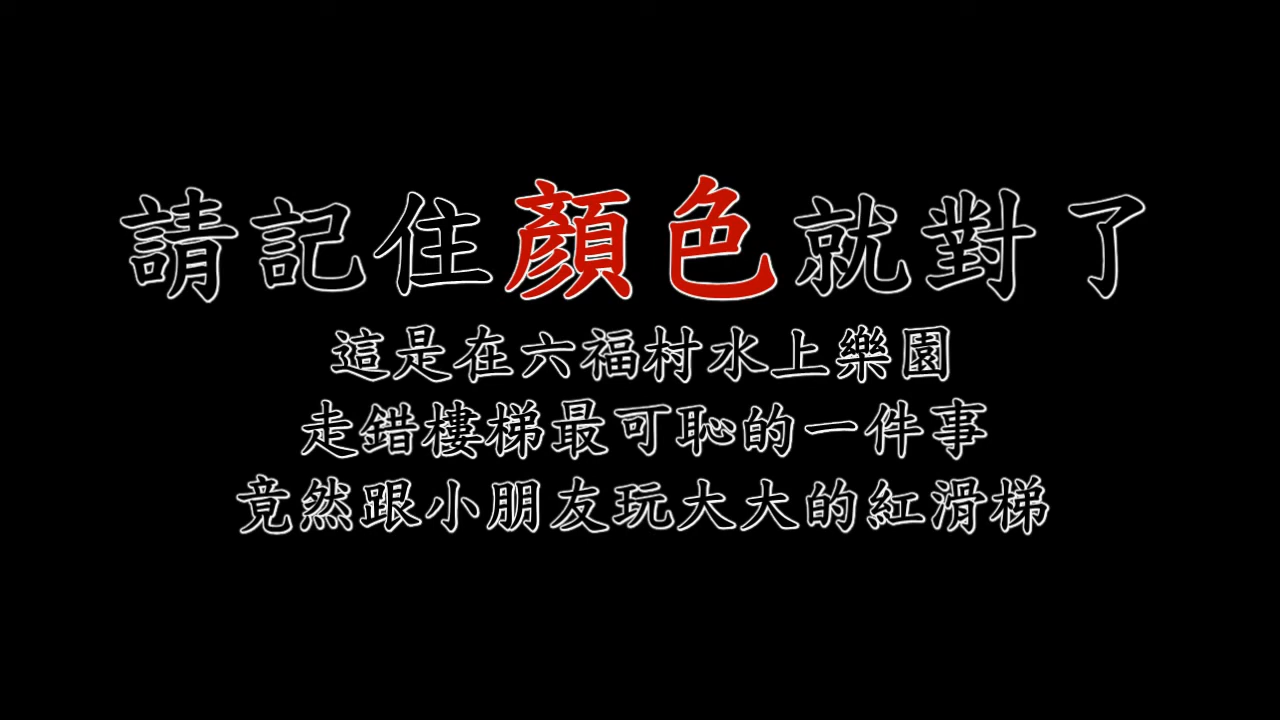 請記住顏色就對了
這是在六福村水上樂園
走錯樓梯最可恥的一件事
竟然跟小朋友玩大大的紅滑梯